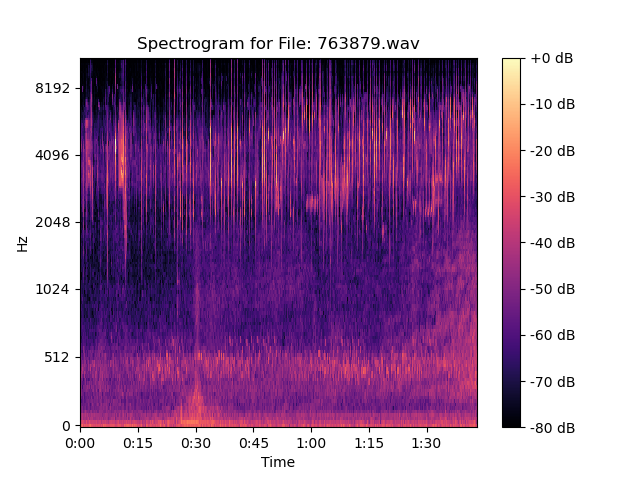 Spectrogram for File: 763879.wav
Hz
8192
4096
2048
1024
512
0
0:00 0:15 0:30 0:45 1:00 1:15 1:30
Time
+0 dB
-10 dB
-20 dB
-30 dB
-40 dB
-50 dB
-60 dB
-70 dB
-80 dB